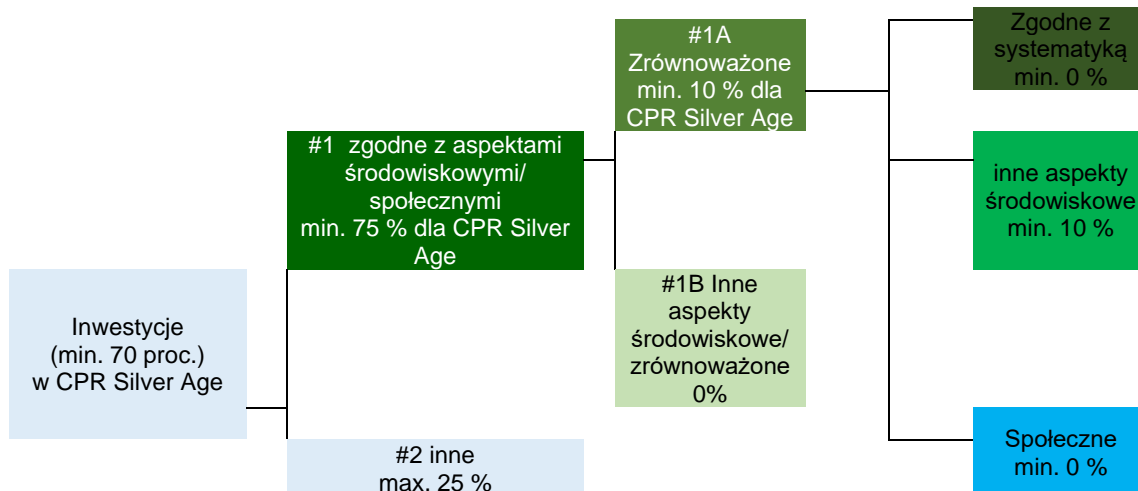 Inwestycje
(min. 70 proc.)
w CPR Silver Age
#1 zgodne z aspektami
środowiskowymi/
społecznymi
min. 75 % dla CPR Silver
Age
#2 inne
max. 25 %
#1A
Zrównoważone
min. 10 % dla
CPR Silver Age
#1B Inne
aspekty
środowiskowe/
zrównoważone
0%
Zgodne z
systematyką
min. 0 %
inne aspekty
środowiskowe
min. 10 %
Społeczne
min. 0 %